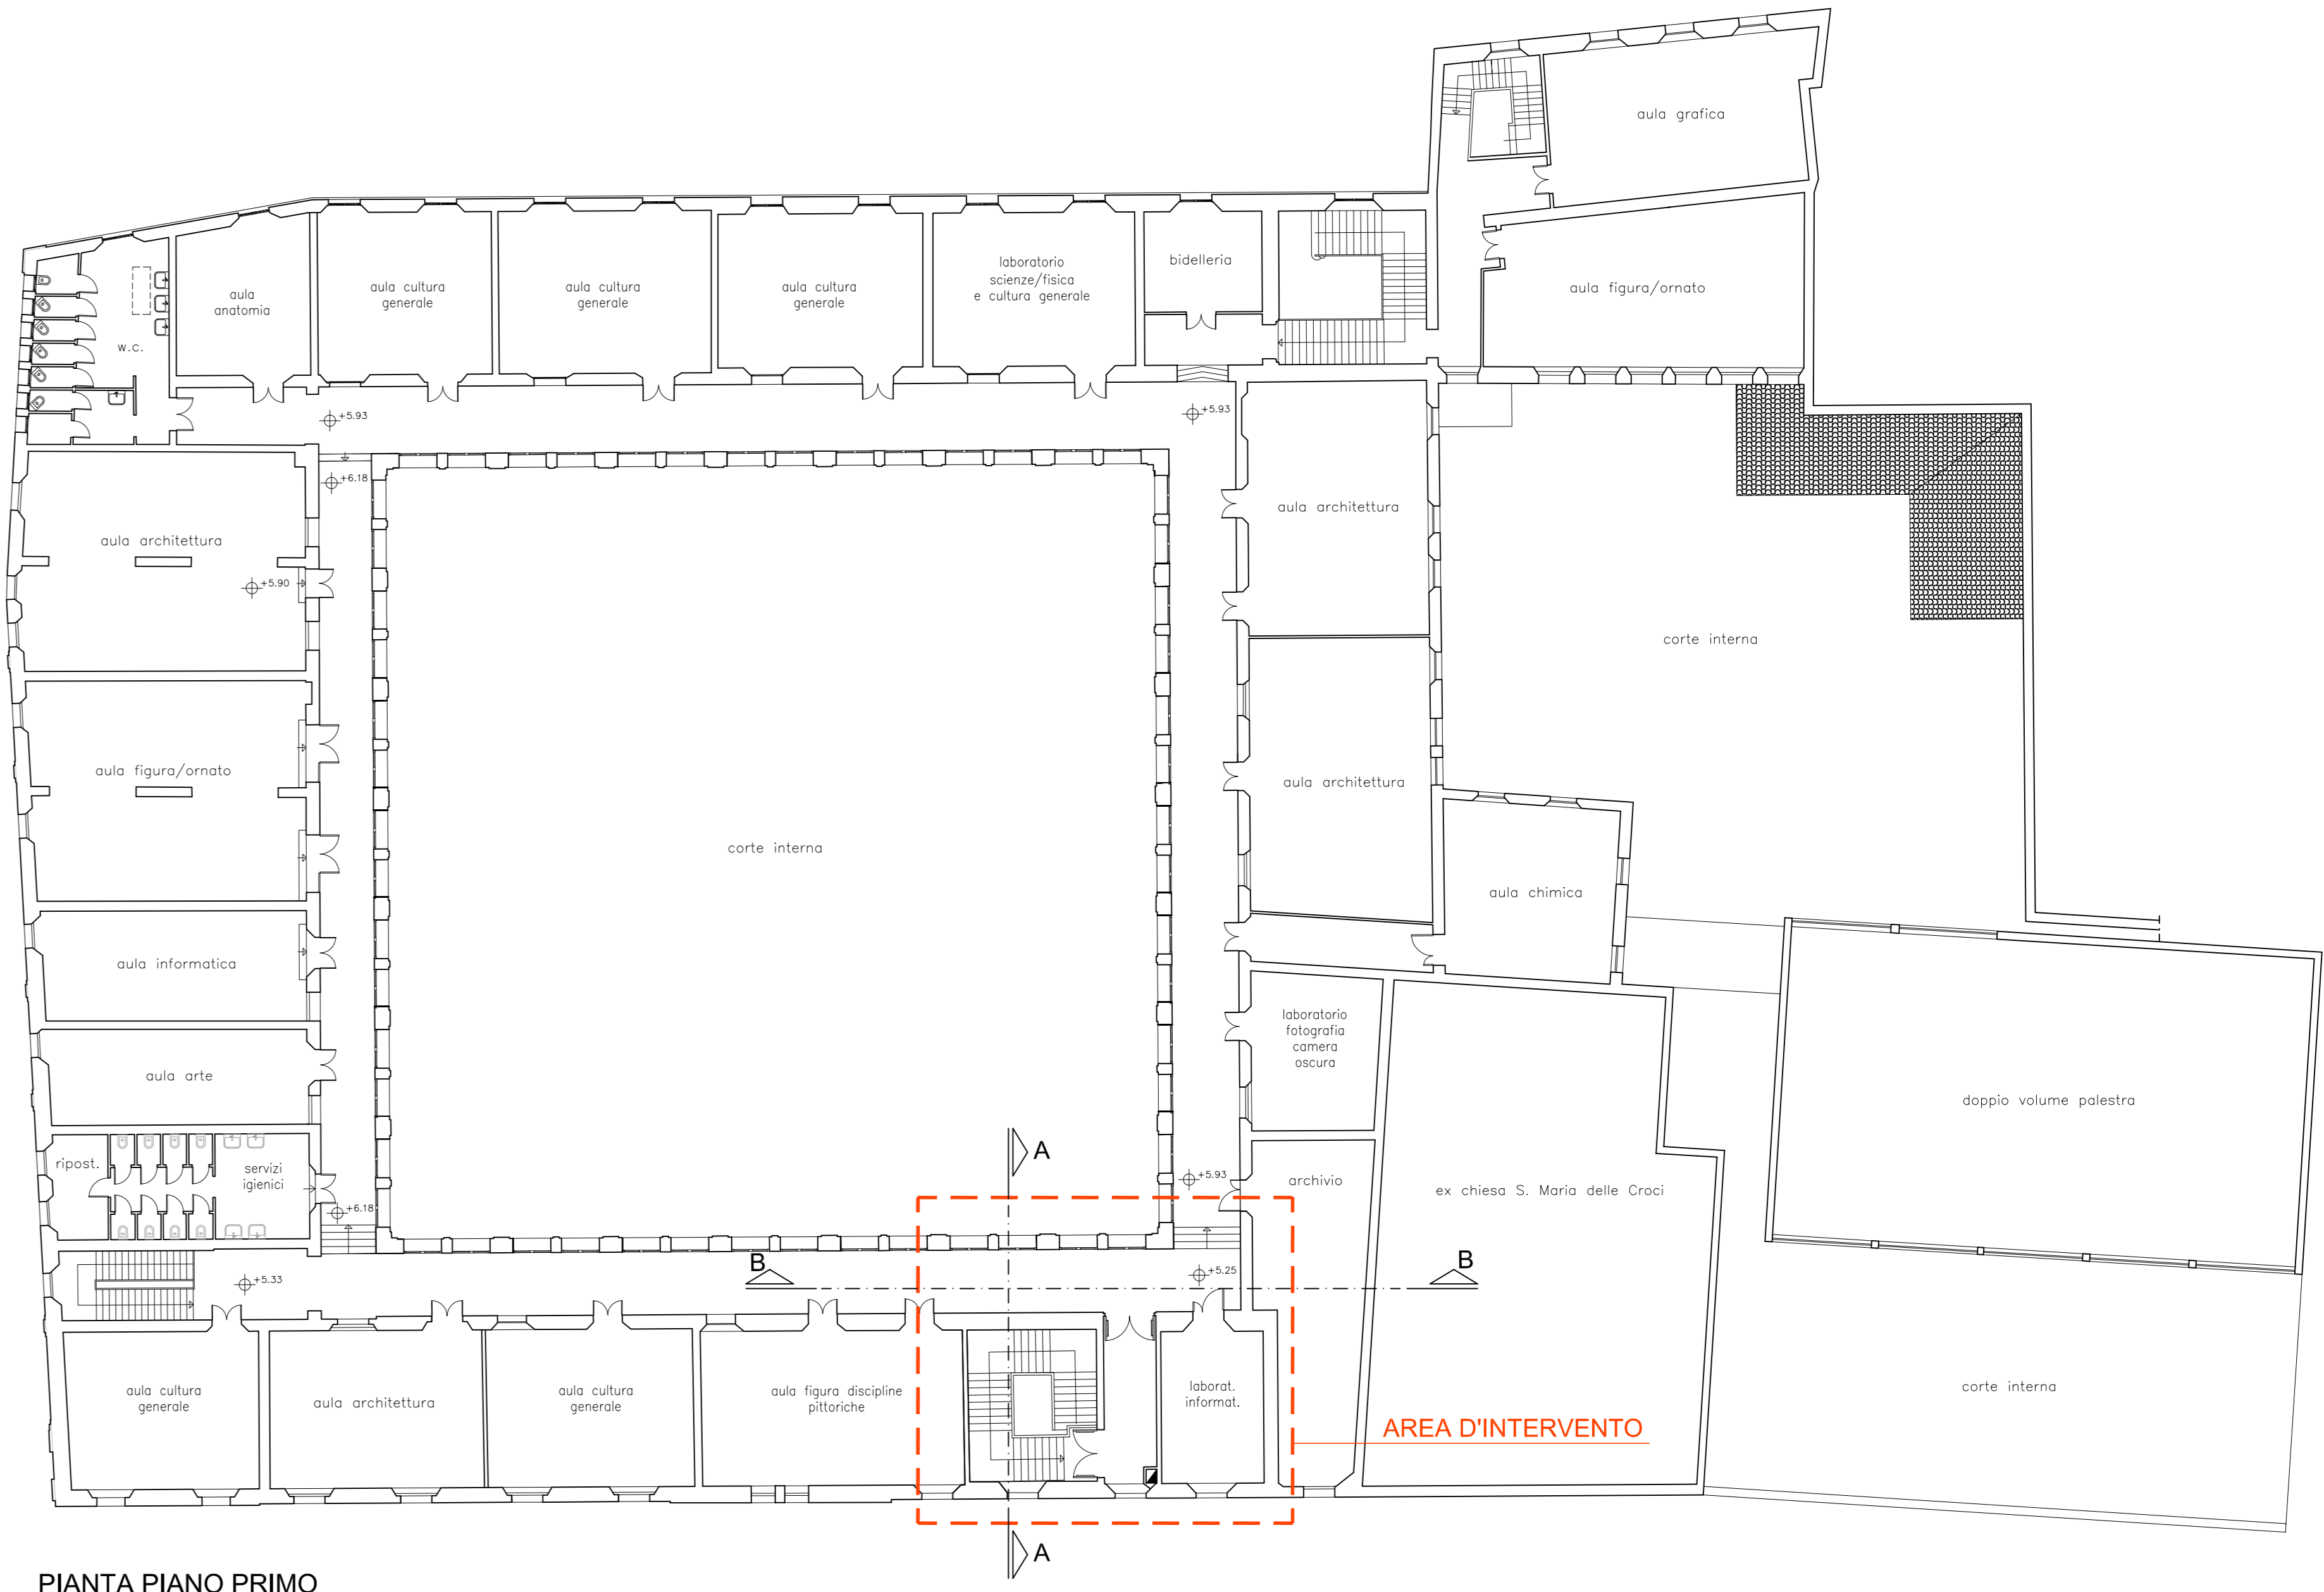 aula grafica
aula figura/ornato
bidelleria
laboratorio
scienze/fisica
e cultura generale
aula cultura
generale
aula cultura
generale
aula cultura
generale
aula
anatomia
w.c.
+5.93
+5.93
+6.18
aula architettura
+5.90
aula architettura
corte interna
aula figura/ornato
aula architettura
corte interna
aula chimica
aula informatica
laboratorio
fotografia
camera
oscura
aula arte
doppio volume palestra
A
ripost.
servizi
igienici
+5.93
archivio
ex chiesa S. Maria delle Croci
+6.18
B
B
+5.33
+5.25
aula cultura
generale
aula architettura
aula cultura
generale
aula figura discipline
pittoriche
laborat.
informat.
corte interna
AREA D'INTERVENTO
A
PIANTA PIANO PRIMO